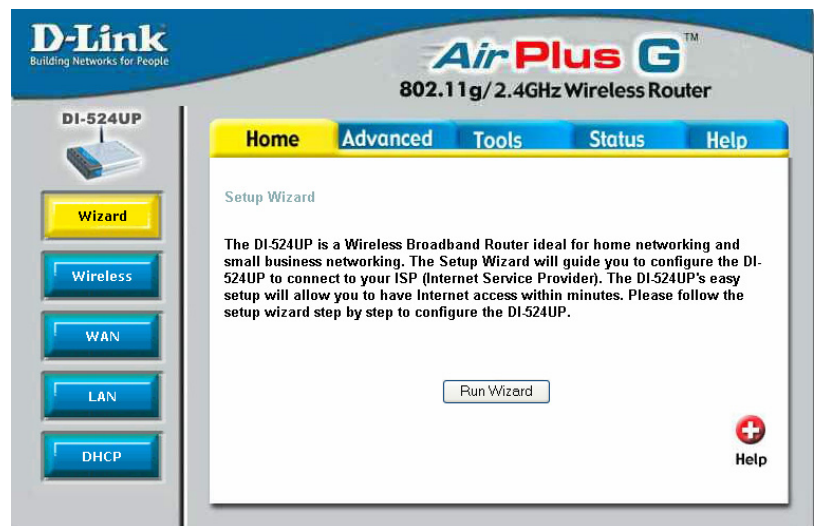 D-Link
Building Networks for People
AirPlus G™
802.11g/2.4GHz Wireless Router
DI-524UP
Home Advanced Tools Status Help
Wizard
Wireless
WAN
LAN
DHCP
Setup Wizard
The DI-524UP is a Wireless Broadband Router ideal for home networking and
small business networking. The Setup Wizard will guide you to configure the DI-
524UP to connect to your ISP (Internet Service Provider). The DI-524UP's easy
setup will allow you to have Internet access within minutes. Please follow the
setup wizard step by step to configure the DI-524UP.
Run Wizard
Help